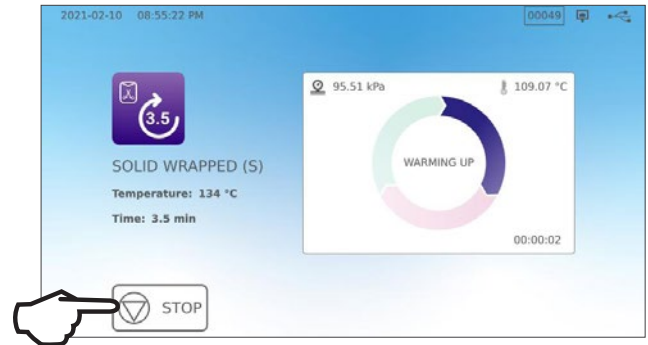 2021-02-10 08:55:22 PM
00049
3.5
SOLID WRAPPED (S)
Temperature: 134 °C
Time: 3.5 min
95.51 kPa
109.07 °C
WARMING UP
00:00:02
STOP